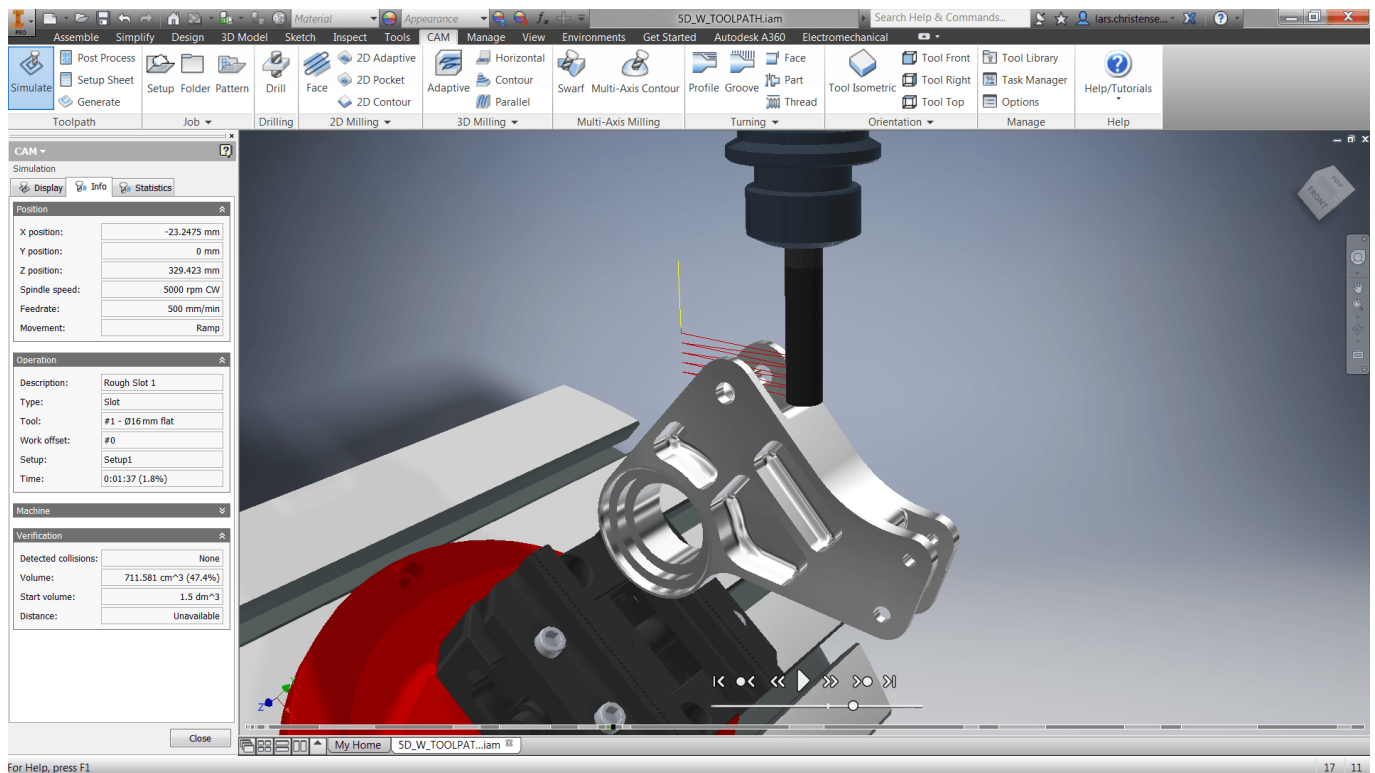 PRO
Material
Appearance
5D_W_TOOLPATH.iam
Search Help & Commands...
lars.christense...
Assemble Simplify Design 3D Model Sketch Inspect Tools CAM Manage View Environments Get Started Autodesk A360 Electromechanical
Simulate
Post Process
Setup Sheet
Generate
Toolpath
Setup Folder Pattern
Job
Drill
Drilling
Face
2D Adaptive
2D Pocket
2D Contour
2D Milling
Adaptive
Horizontal
Contour
Parallel
3D Milling
Swarf Multi-Axis Contour
Multi-Axis Milling
Profile Groove
Face
Part
Thread
Turning
Tool Isometric
Tool Front
Tool Right
Tool Top
Orientation
Tool Library
Task Manager
Options
Manage
Help/Tutorials
Help
CAM
Simulation
Display Info Statistics
Position
X position: -23.2475 mm
Y position: 0 mm
Z position: 329.423 mm
Spindle speed: 5000 rpm CW
Feedrate: 500 mm/min
Movement: Ramp
Operation
Description: Rough Slot 1
Type: Slot
Tool: #1 - Ø16 mm flat
Work offset: #0
Setup: Setup1
Time: 0:01:37 (1.8%)
Machine
Verification
Detected collisions: None
Volume: 711.581 cm^3 (47.4%)
Start volume: 1.5 dm^3
Distance: Unavailable
Close
TOP
FRONT
Z
My Home
5D_W_TOOLPAT...iam
For Help, press F1
17 11